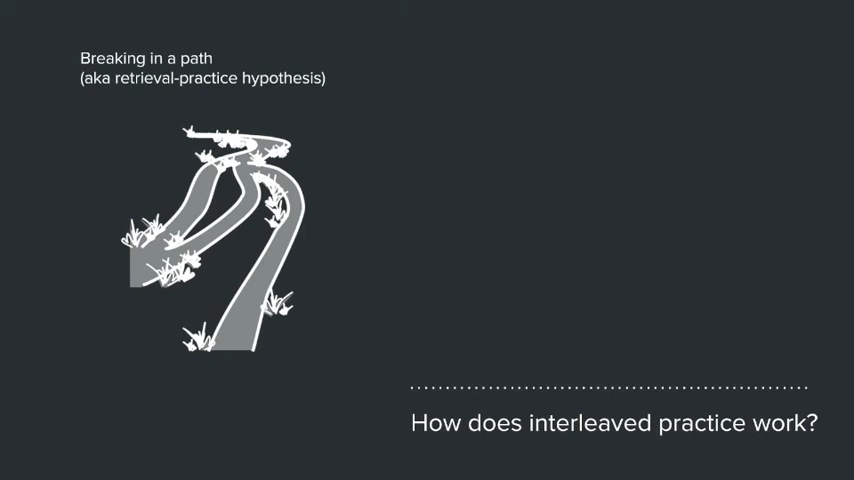 Breaking in a path
(aka retrieval-practice hypothesis)
How does interleaved practice work?